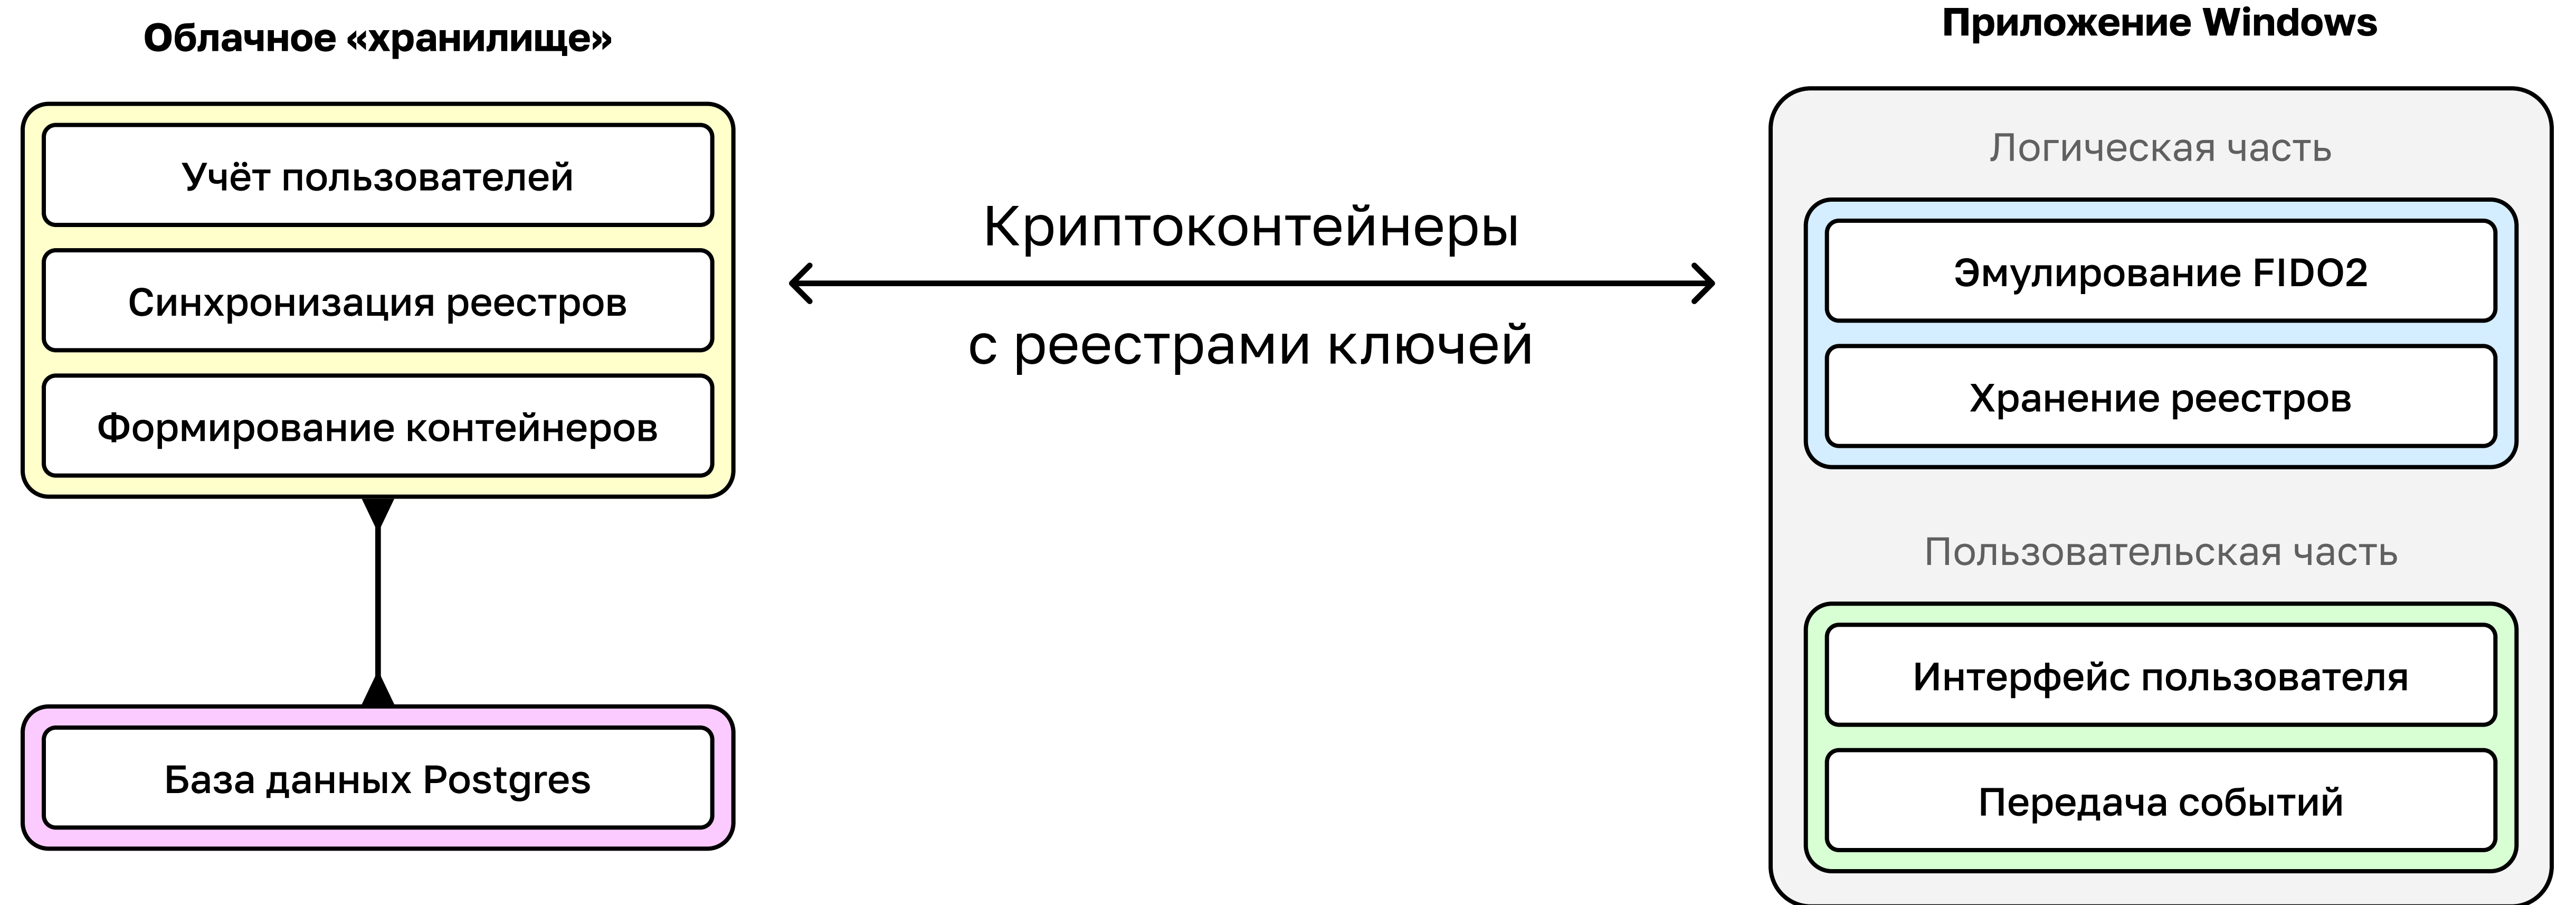 Облачное «хранилище»
Учёт пользователей
Синхронизация реестров
Формирование контейнеров
База данных Postgres
Криптоконтейнеры
с реестрами ключей
Приложение Windows
Логическая часть
Эмулирование FIDO2
Хранение реестров
Пользовательская часть
Интерфейс пользователя
Передача событий